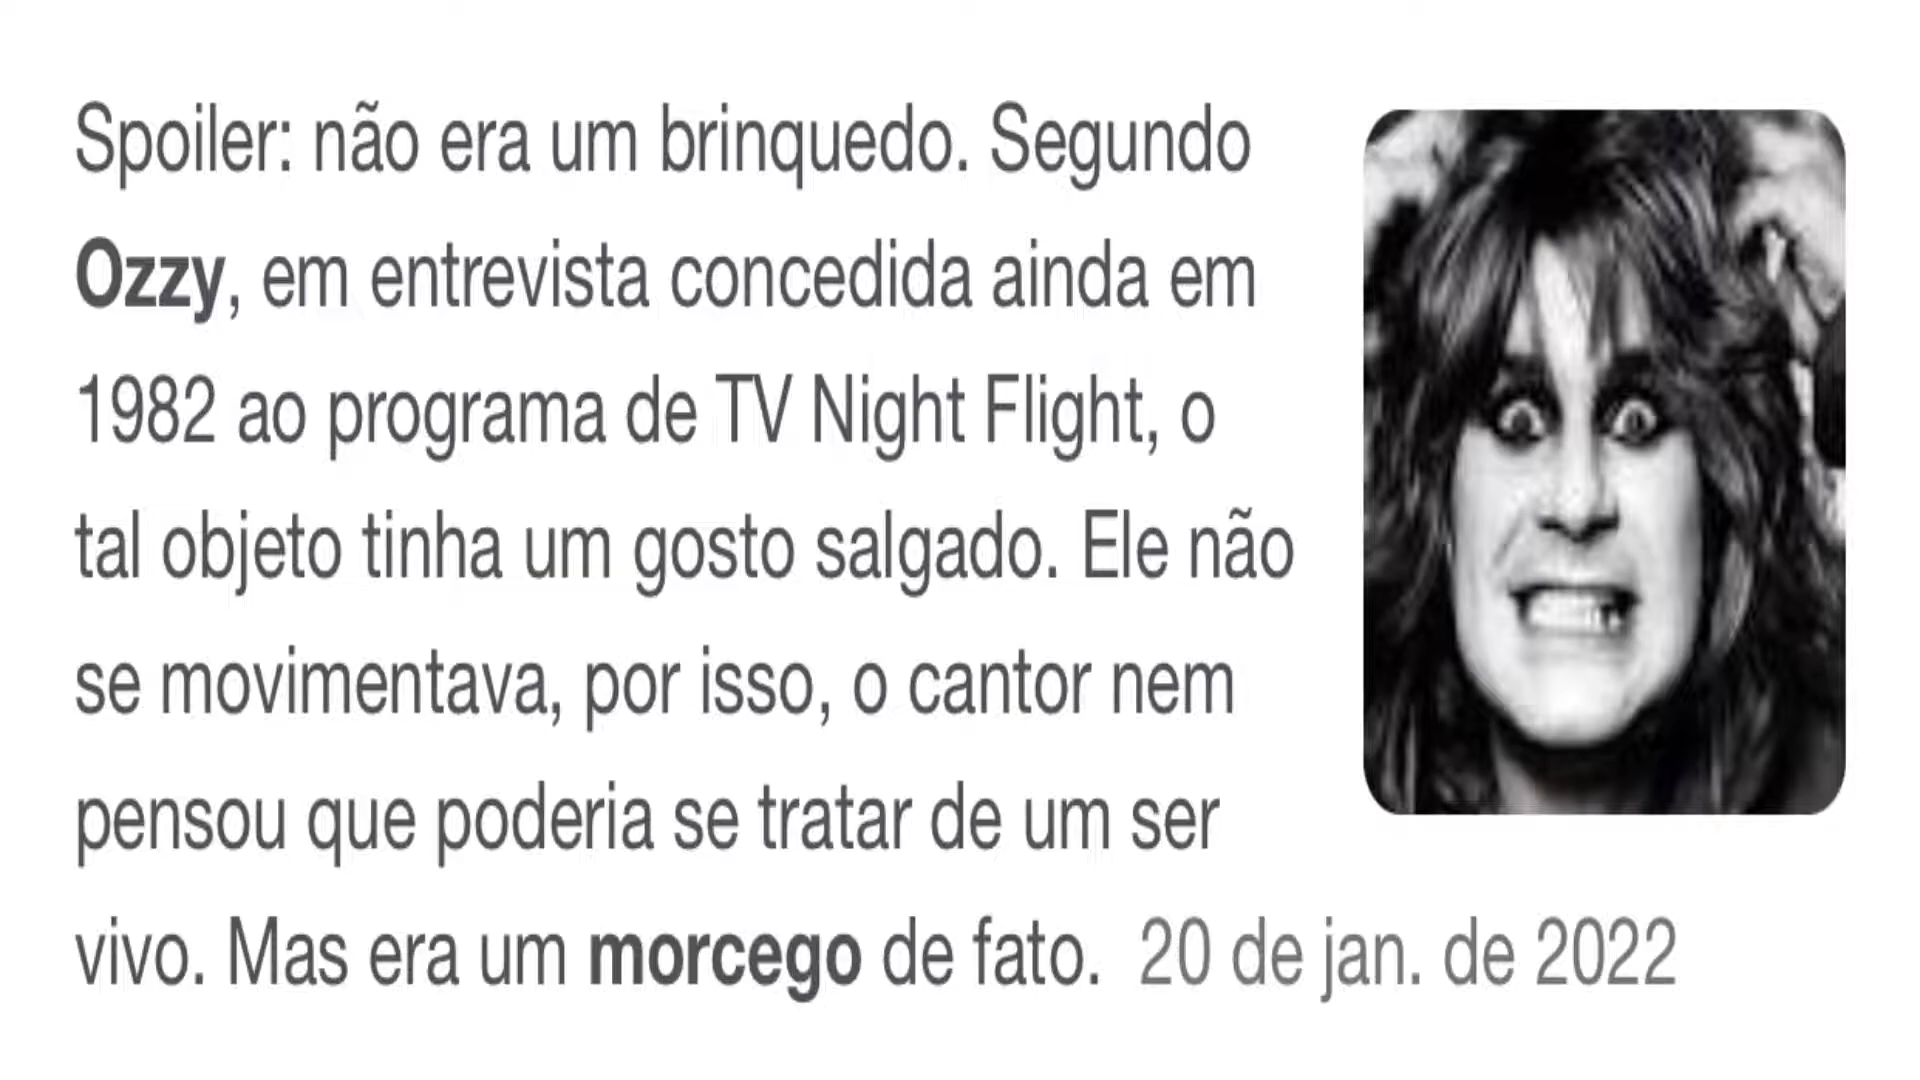 Spoiler: não era um brinquedo. Segundo
Ozzy, em entrevista concedida ainda em
1982 ao programa de TV Night Flight, o
tal objeto tinha um gosto salgado. Ele não
se movimentava, por isso, o cantor nem
pensou que poderia se tratar de um ser
vivo. Mas era um morcego de fato. 20 de jan. de 2022